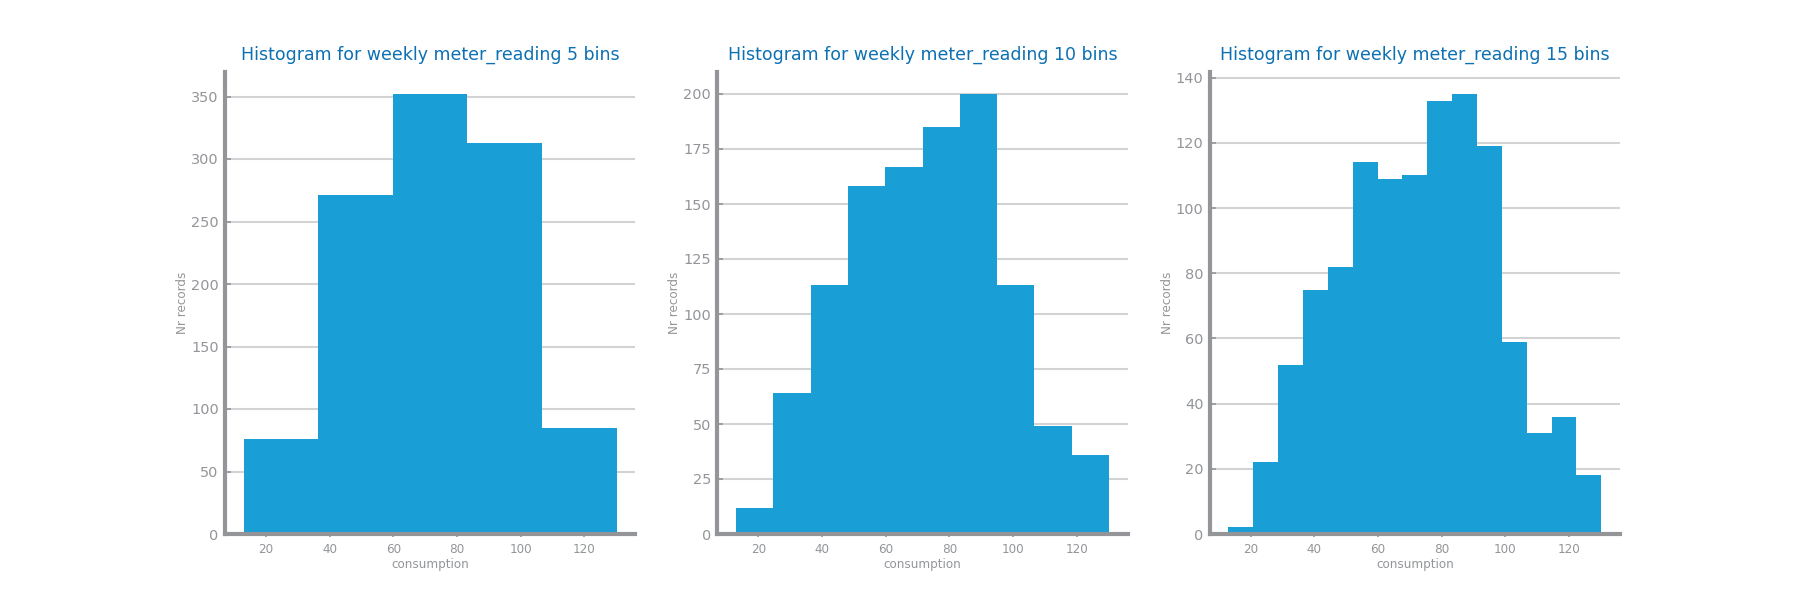 Histogram for weekly meter_reading 5 bins
350
300
250
200
150
100
50
0
Nr records
20 40 60 80 100 120
consumption
Histogram for weekly meter_reading 10 bins
200
175
150
125
100
75
50
25
0
Nr records
20 40 60 80 100 120
consumption
Histogram for weekly meter_reading 15 bins
140
120
100
80
60
40
20
0
Nr records
20 40 60 80 100 120
consumption